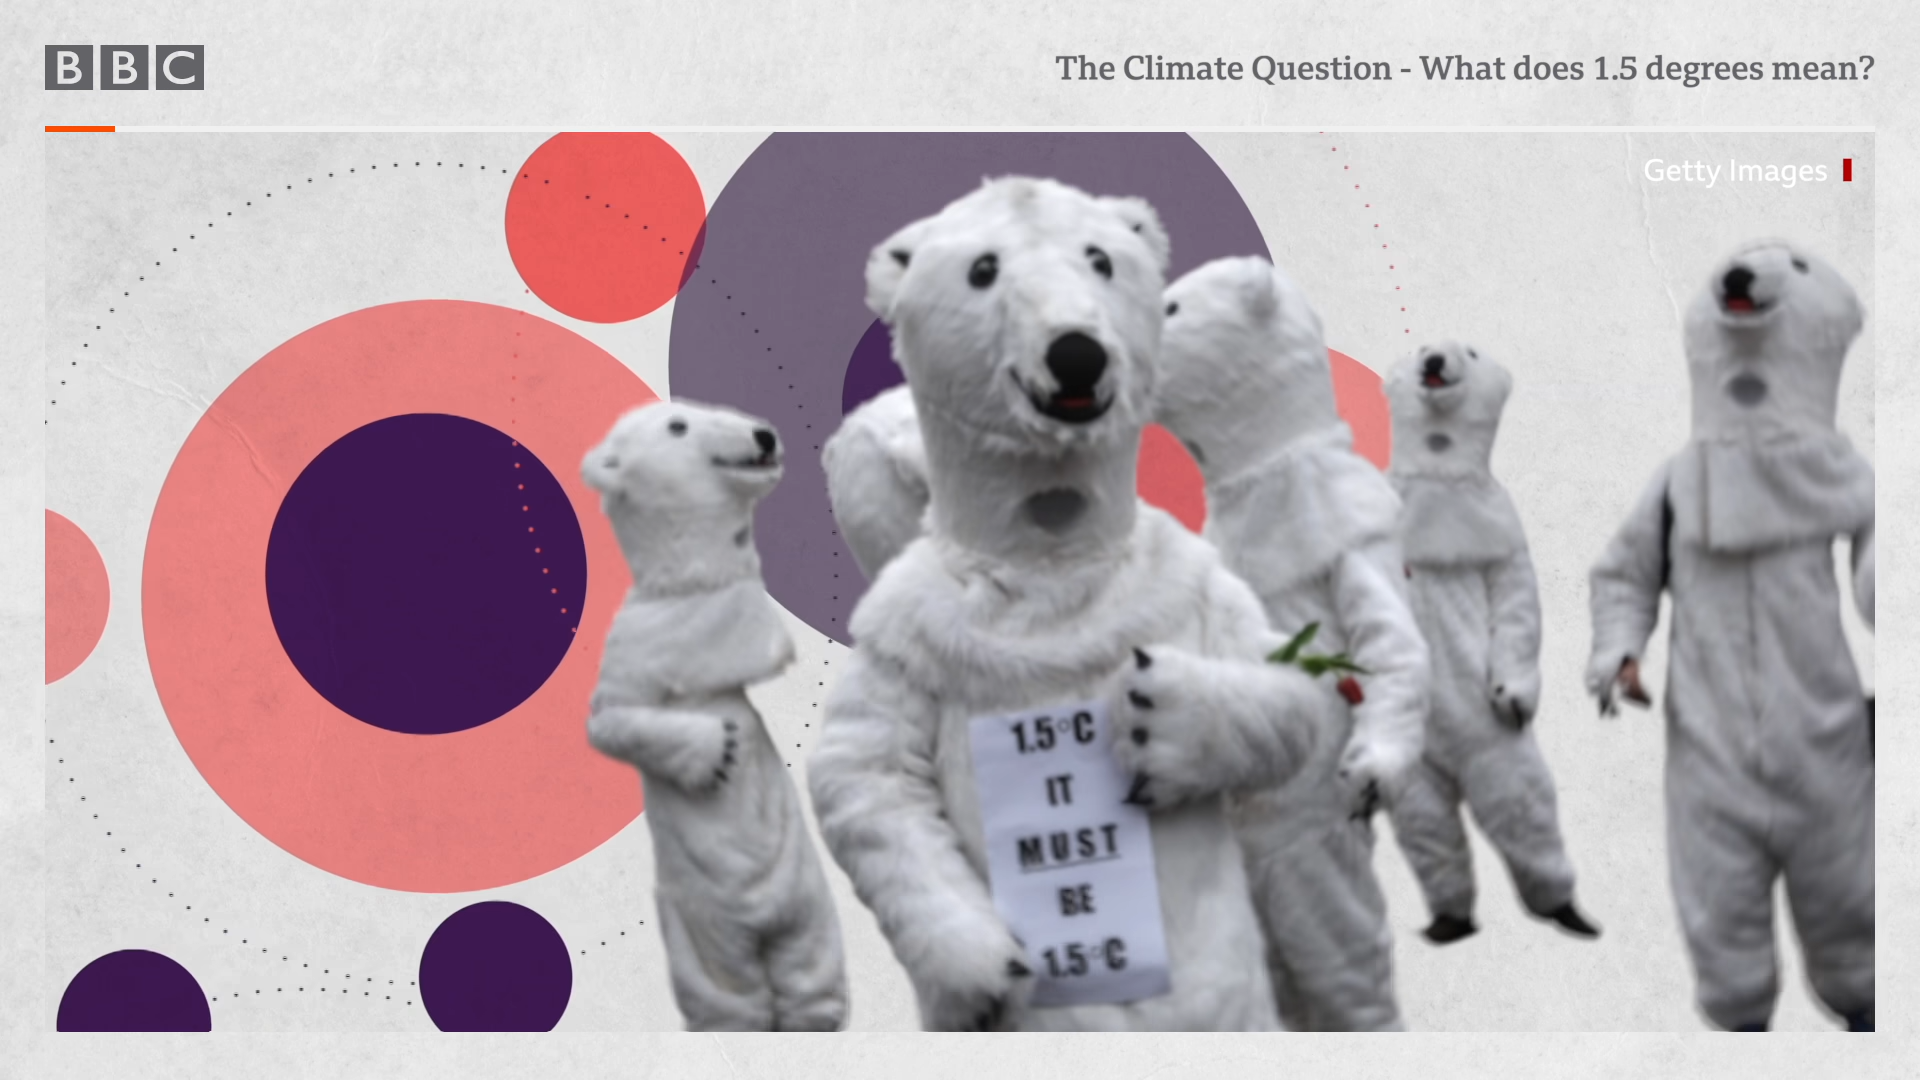 BBC
The Climate Question - What does 1.5 degrees mean?
Getty Images
1.5°C
IT
MUST
BE
1.5°C